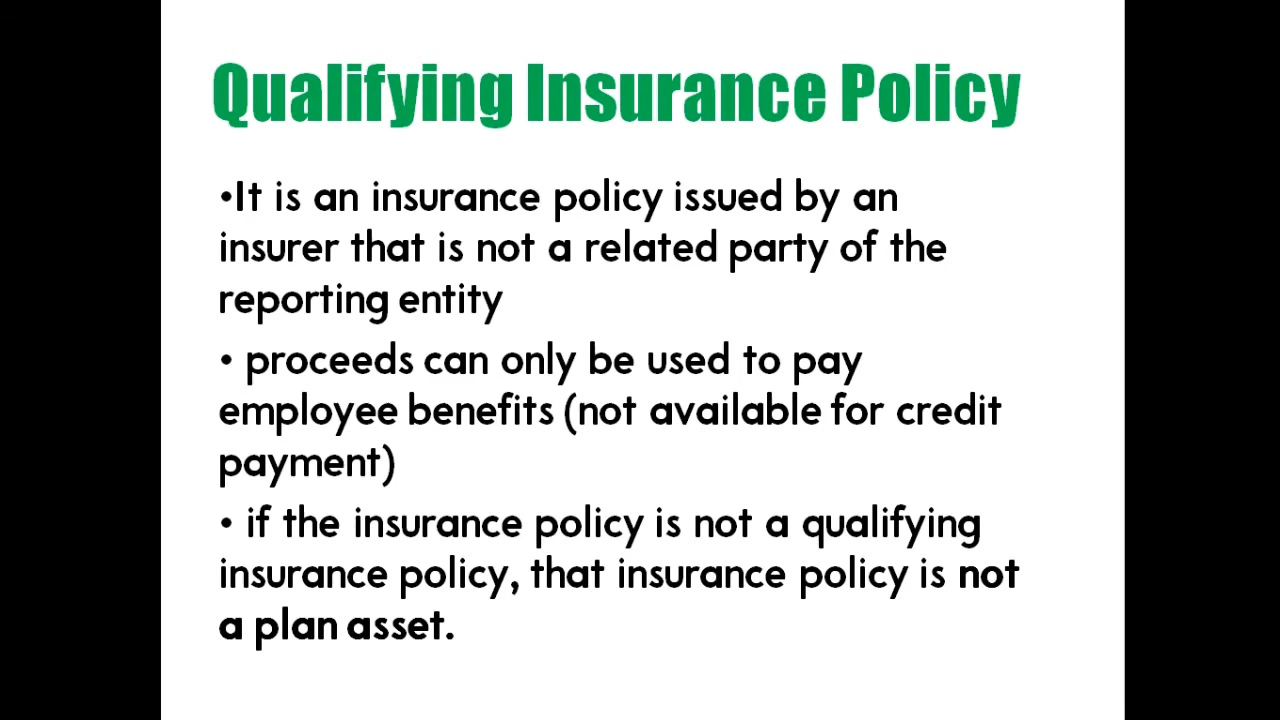 Qualifying Insurance Policy
•It is an insurance policy issued by an
insurer that is not a related party of the
reporting entity
• proceeds can only be used to pay
employee benefits (not available for credit
payment)
• if the insurance policy is not a qualifying
insurance policy, that insurance policy is not
a plan asset.